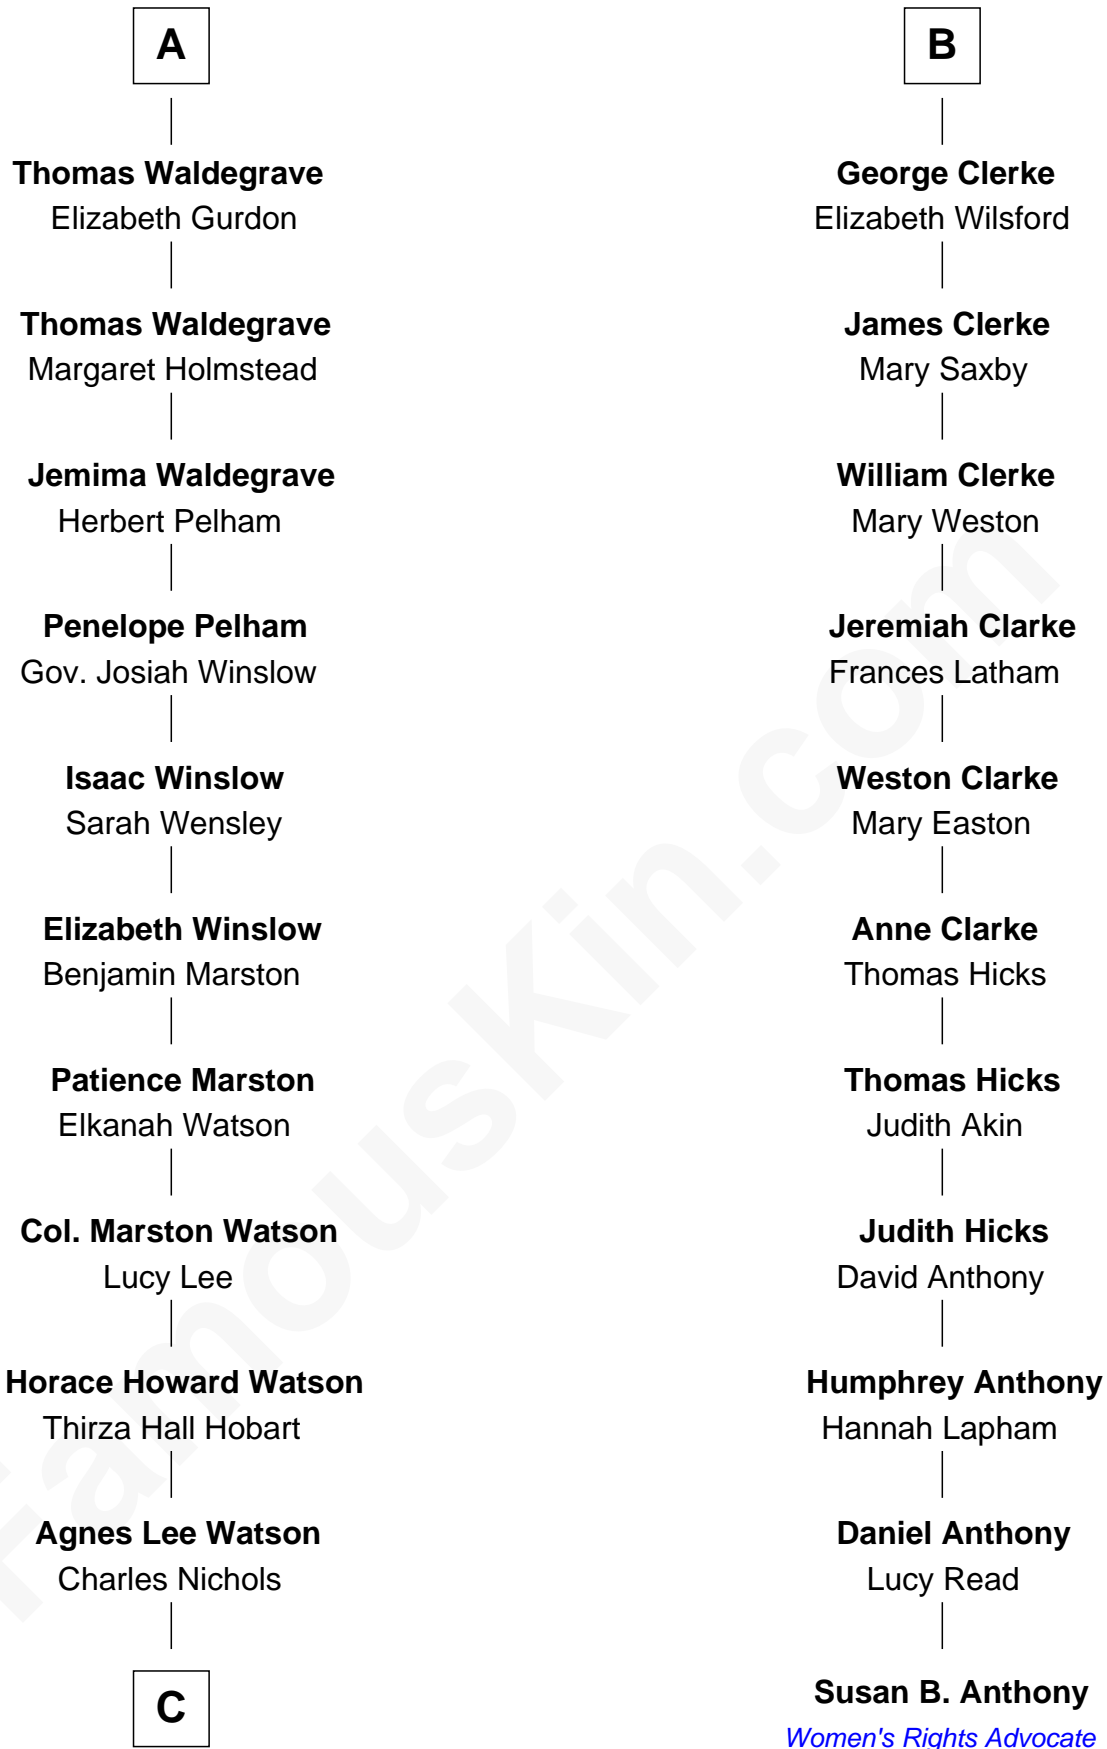 A
Thomas Waldegrave
Elizabeth Gurdon
Thomas Waldegrave
Margaret Holmstead
Jemima Waldegrave
Herbert Pelham
Penelope Pelham
Gov. Josiah Winslow
Isaac Winslow
Sarah Wensley
Elizabeth Winslow
Benjamin Marston
Patience Marston
Elkanah Watson
Col. Marston Watson
Lucy Lee
Horace Howard Watson
Thirza Hall Hobart
Agnes Lee Watson
Charles Nichols
C
B
George Clerke
Elizabeth Wilsford
James Clerke
Mary Saxby
William Clerke
Mary Weston
Jeremiah Clarke
Frances Latham
Weston Clarke
Mary Easton
Anne Clarke
Thomas Hicks
Thomas Hicks
Judith Akin
Judith Hicks
David Anthony
Humphrey Anthony
Hannah Lapham
Daniel Anthony
Lucy Read
Susan B. Anthony
Women's Rights Advocate
FamousKin.com